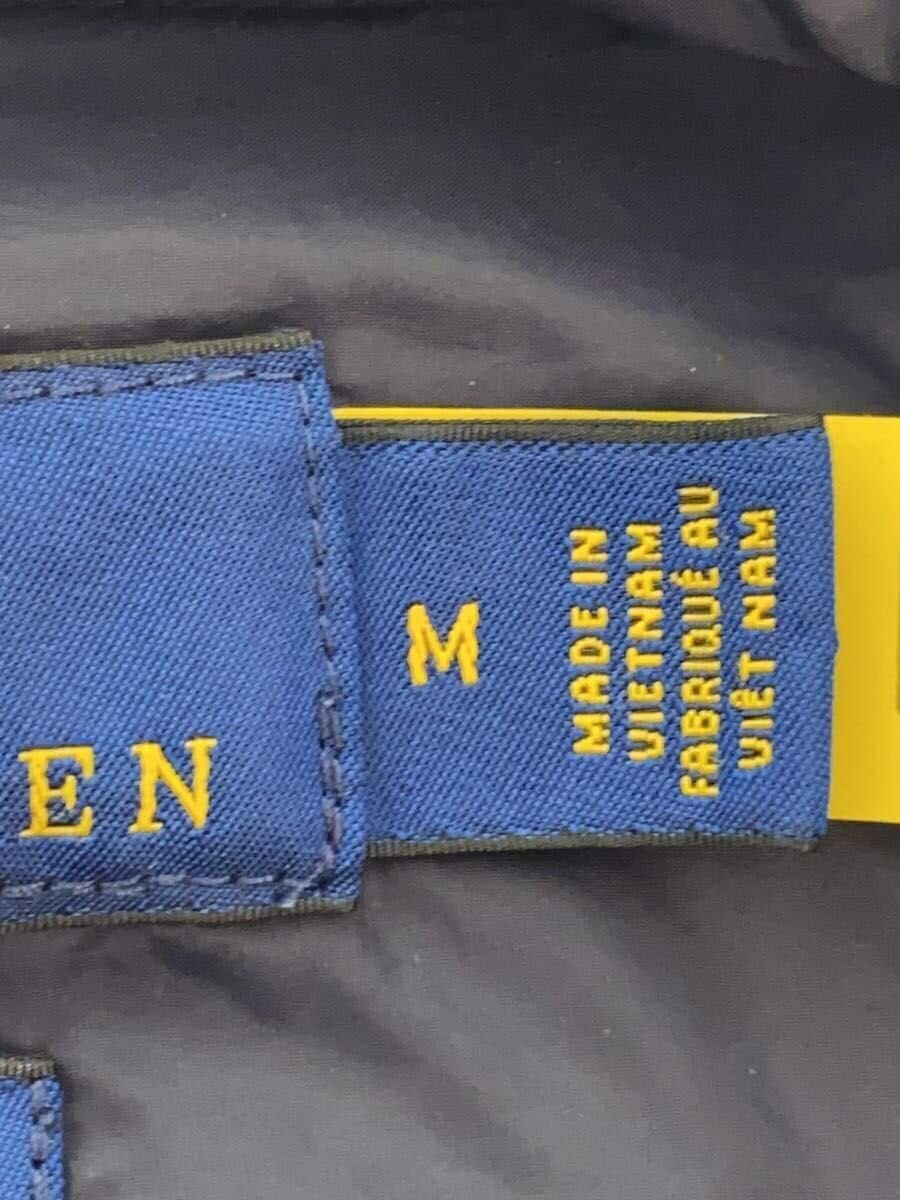 EN
M
MADE IN
VIETNAM
FABRIQUÉ AU
VIÊT NAM